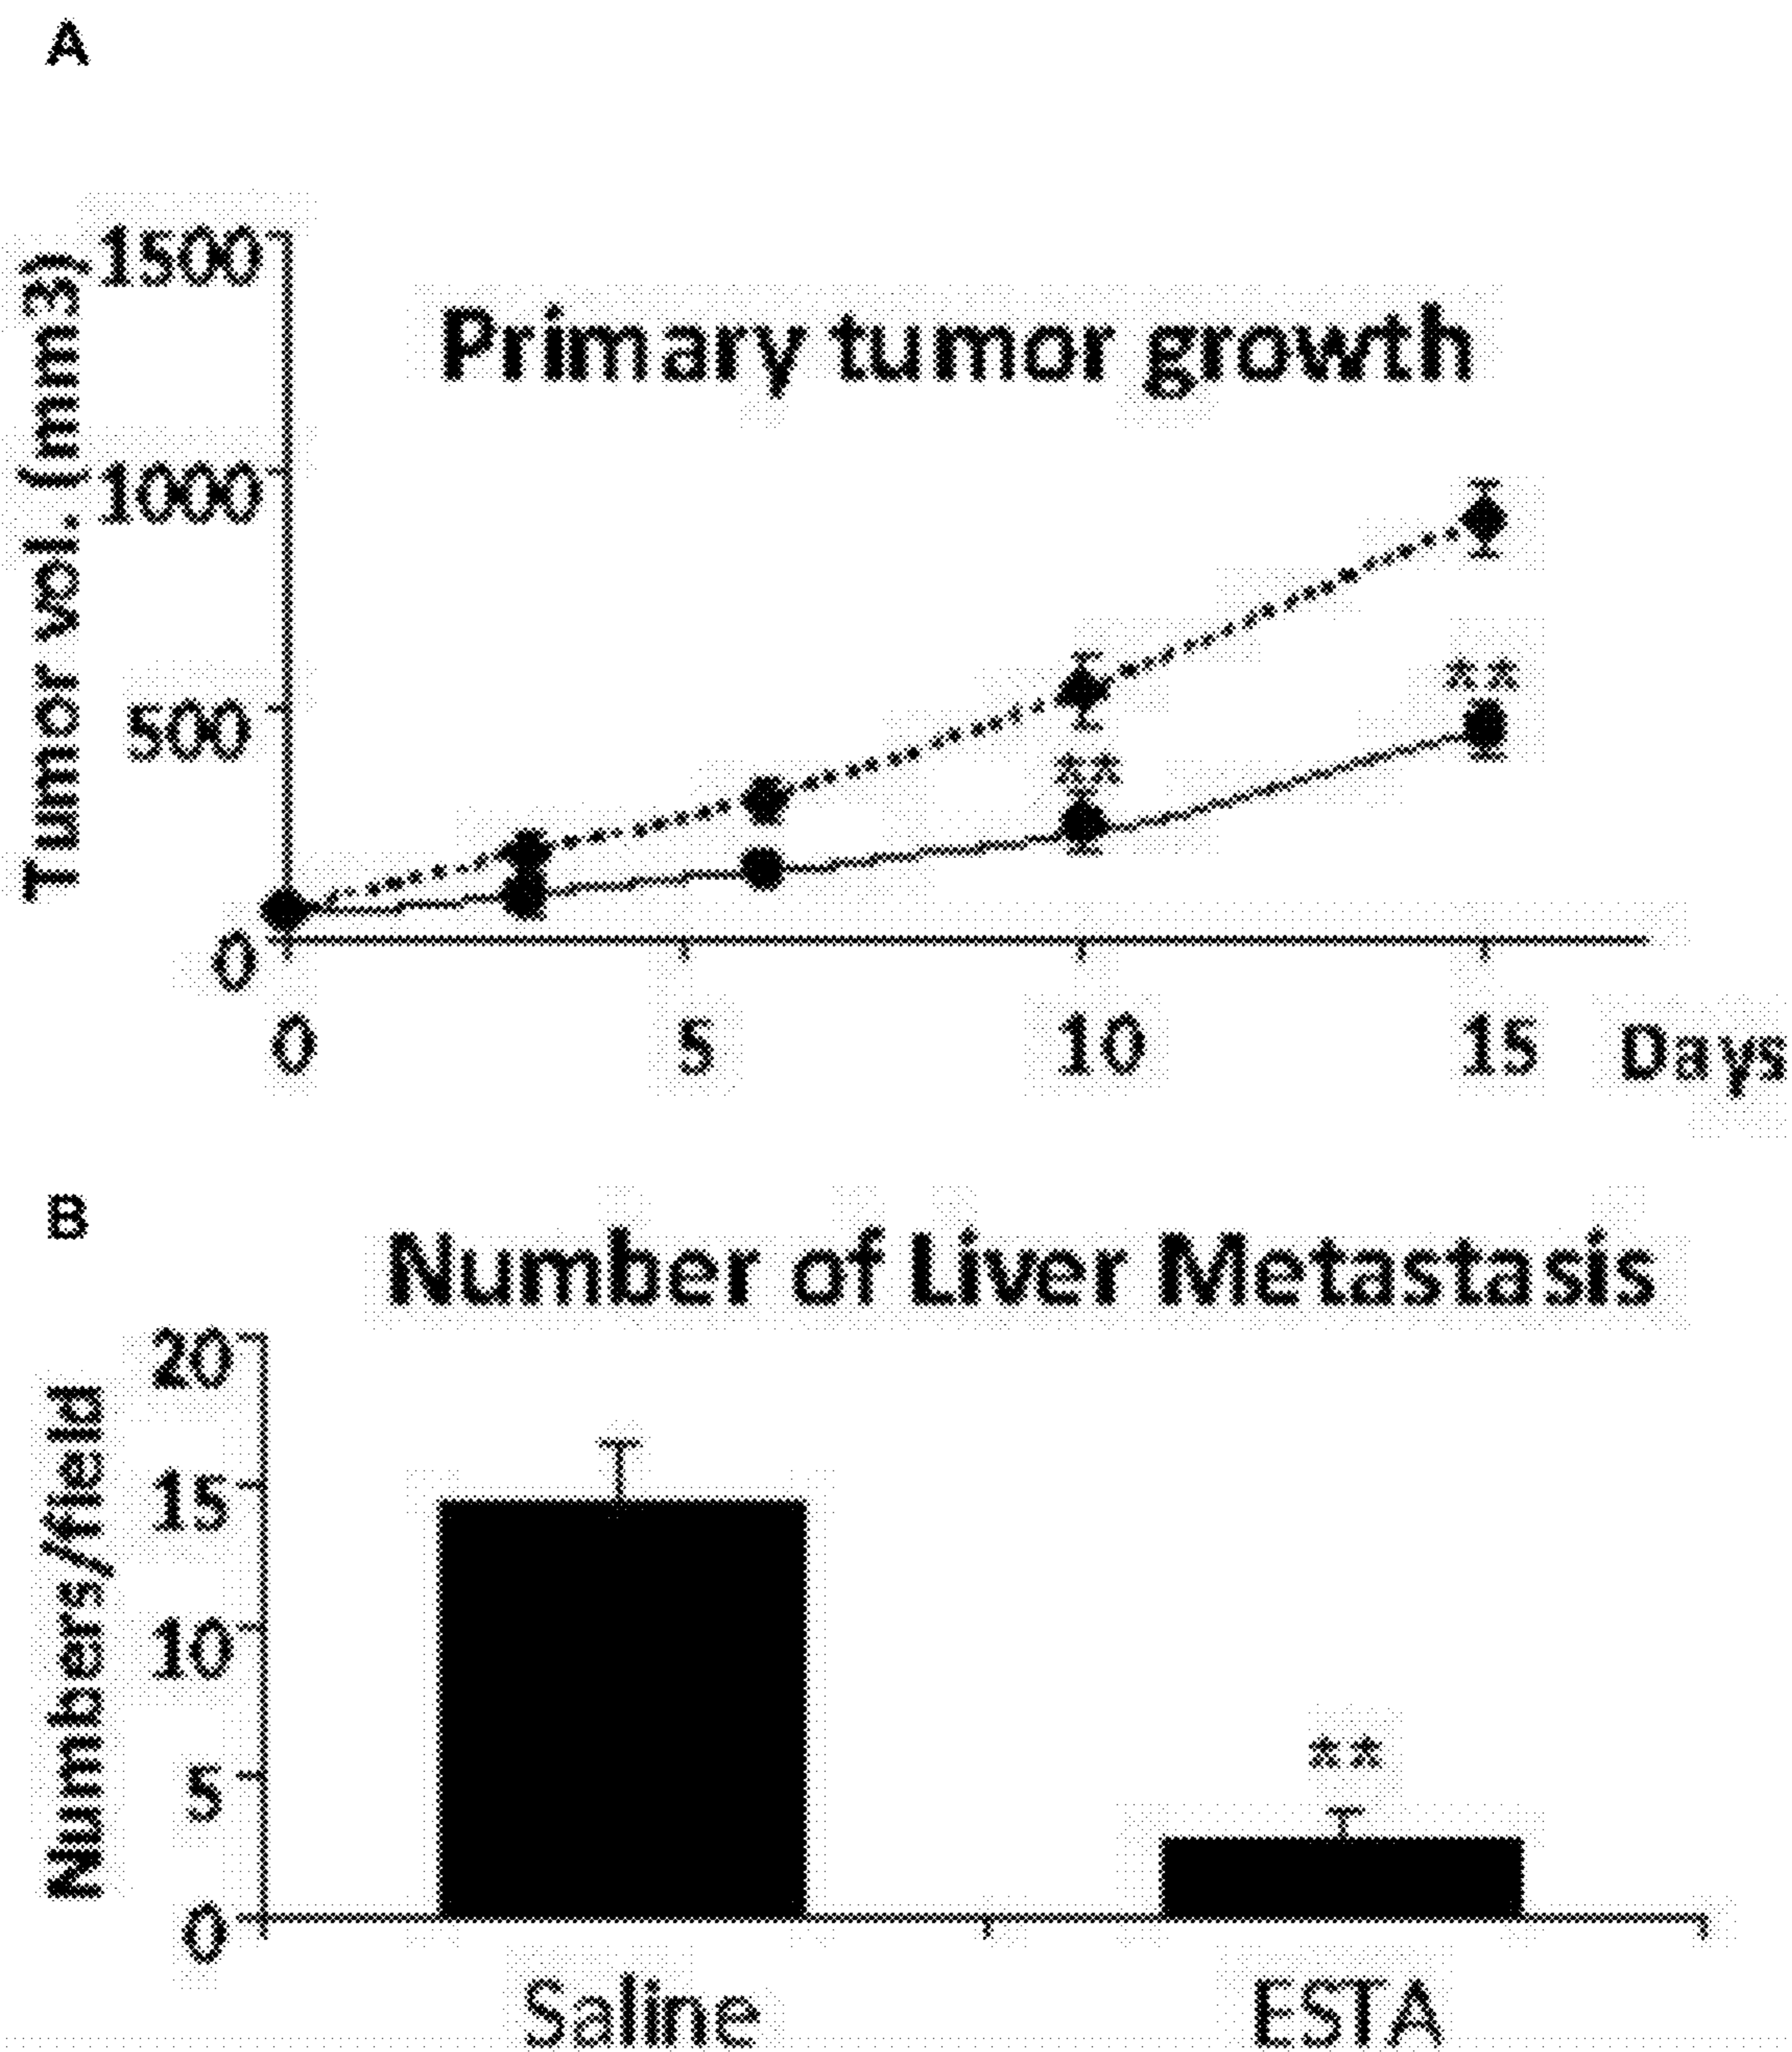 A
Tumor vol. (mm3)
1500
1000
500
0
Primary tumor growth
**
**
0 5 10 15 Days
B
Number of Liver Metastasis
Numbers/field
20
15
10
5
0
**
Saline ESTA